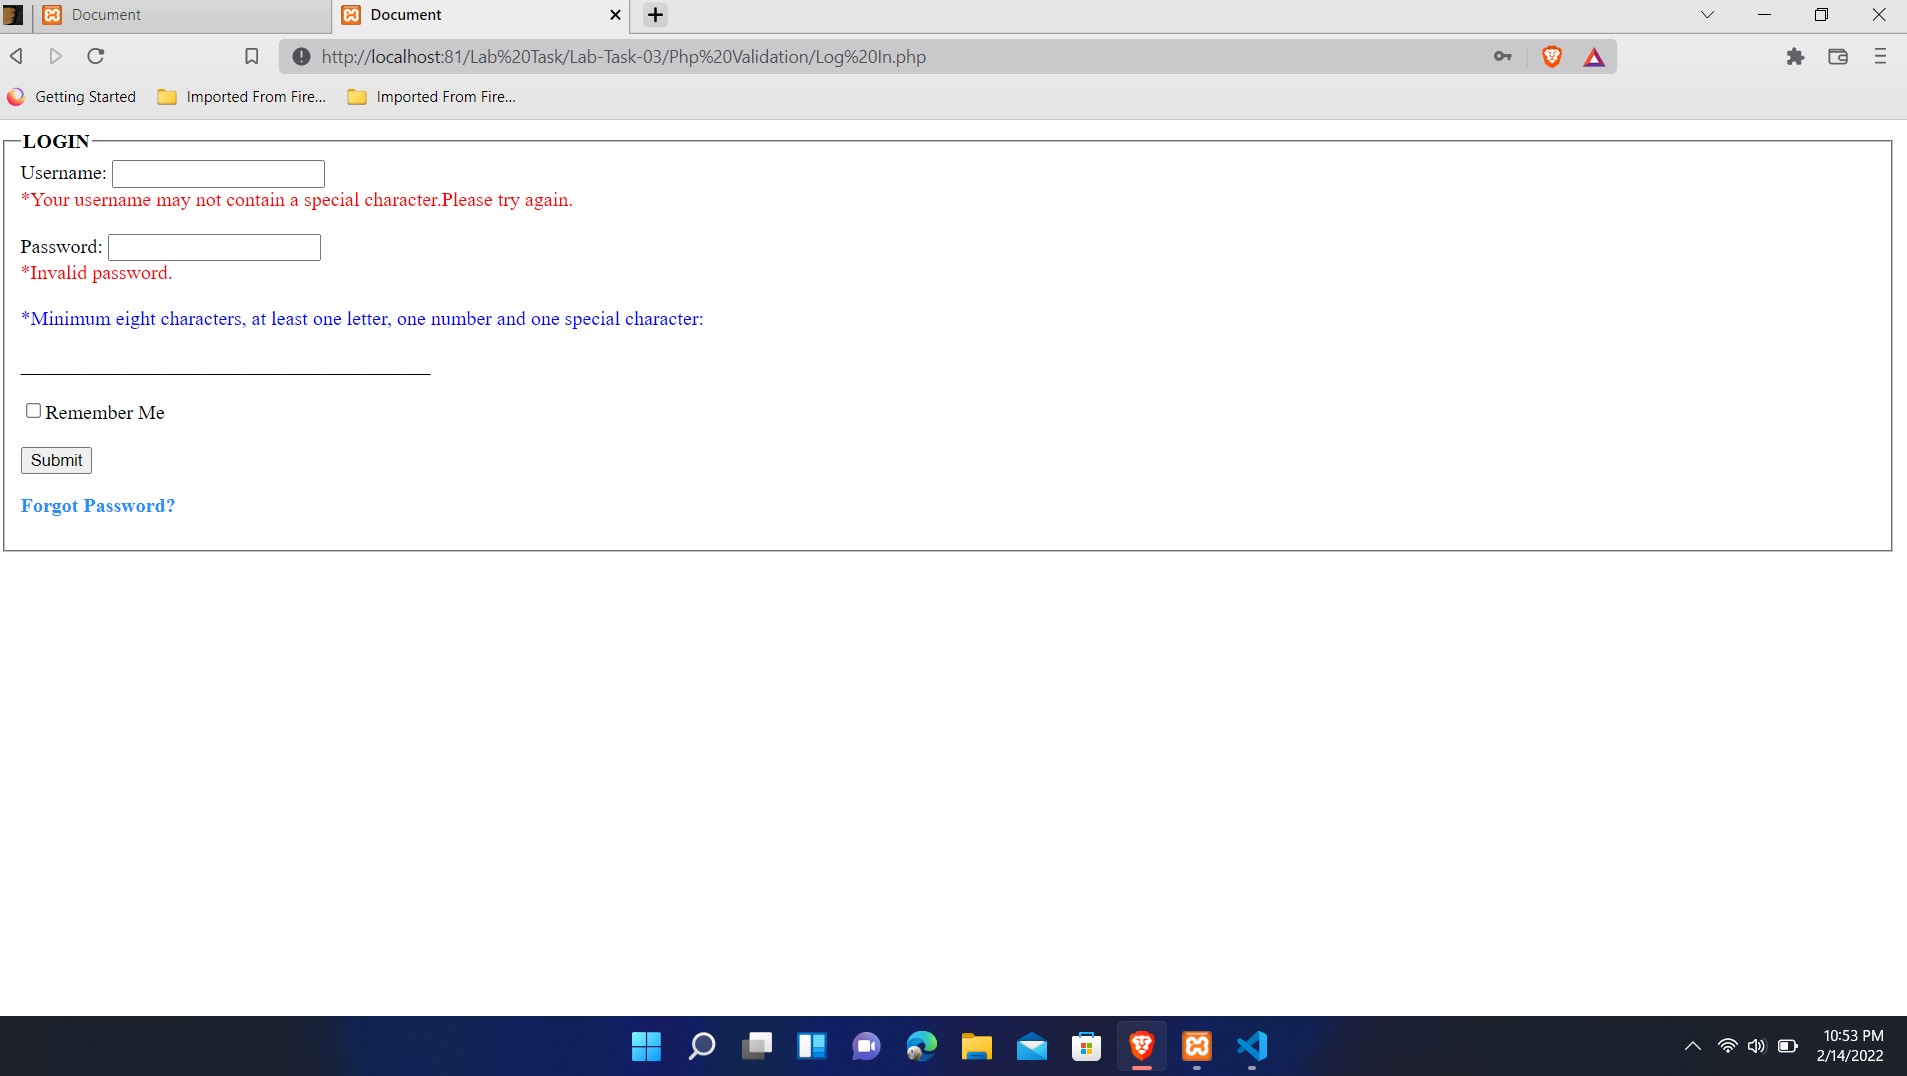 Document
Document
http://localhost:81/Lab%20Task/Lab-Task-03/Php%20Validation/Log%20In.php
Getting Started Imported From Fire... Imported From Fire...
LOGIN
Username:
*Your username may not contain a special character.Please try again.
Password:
*Invalid password.
*Minimum eight characters, at least one letter, one number and one special character:
Remember Me
Submit
Forgot Password?
10:53 PM
2/14/2022